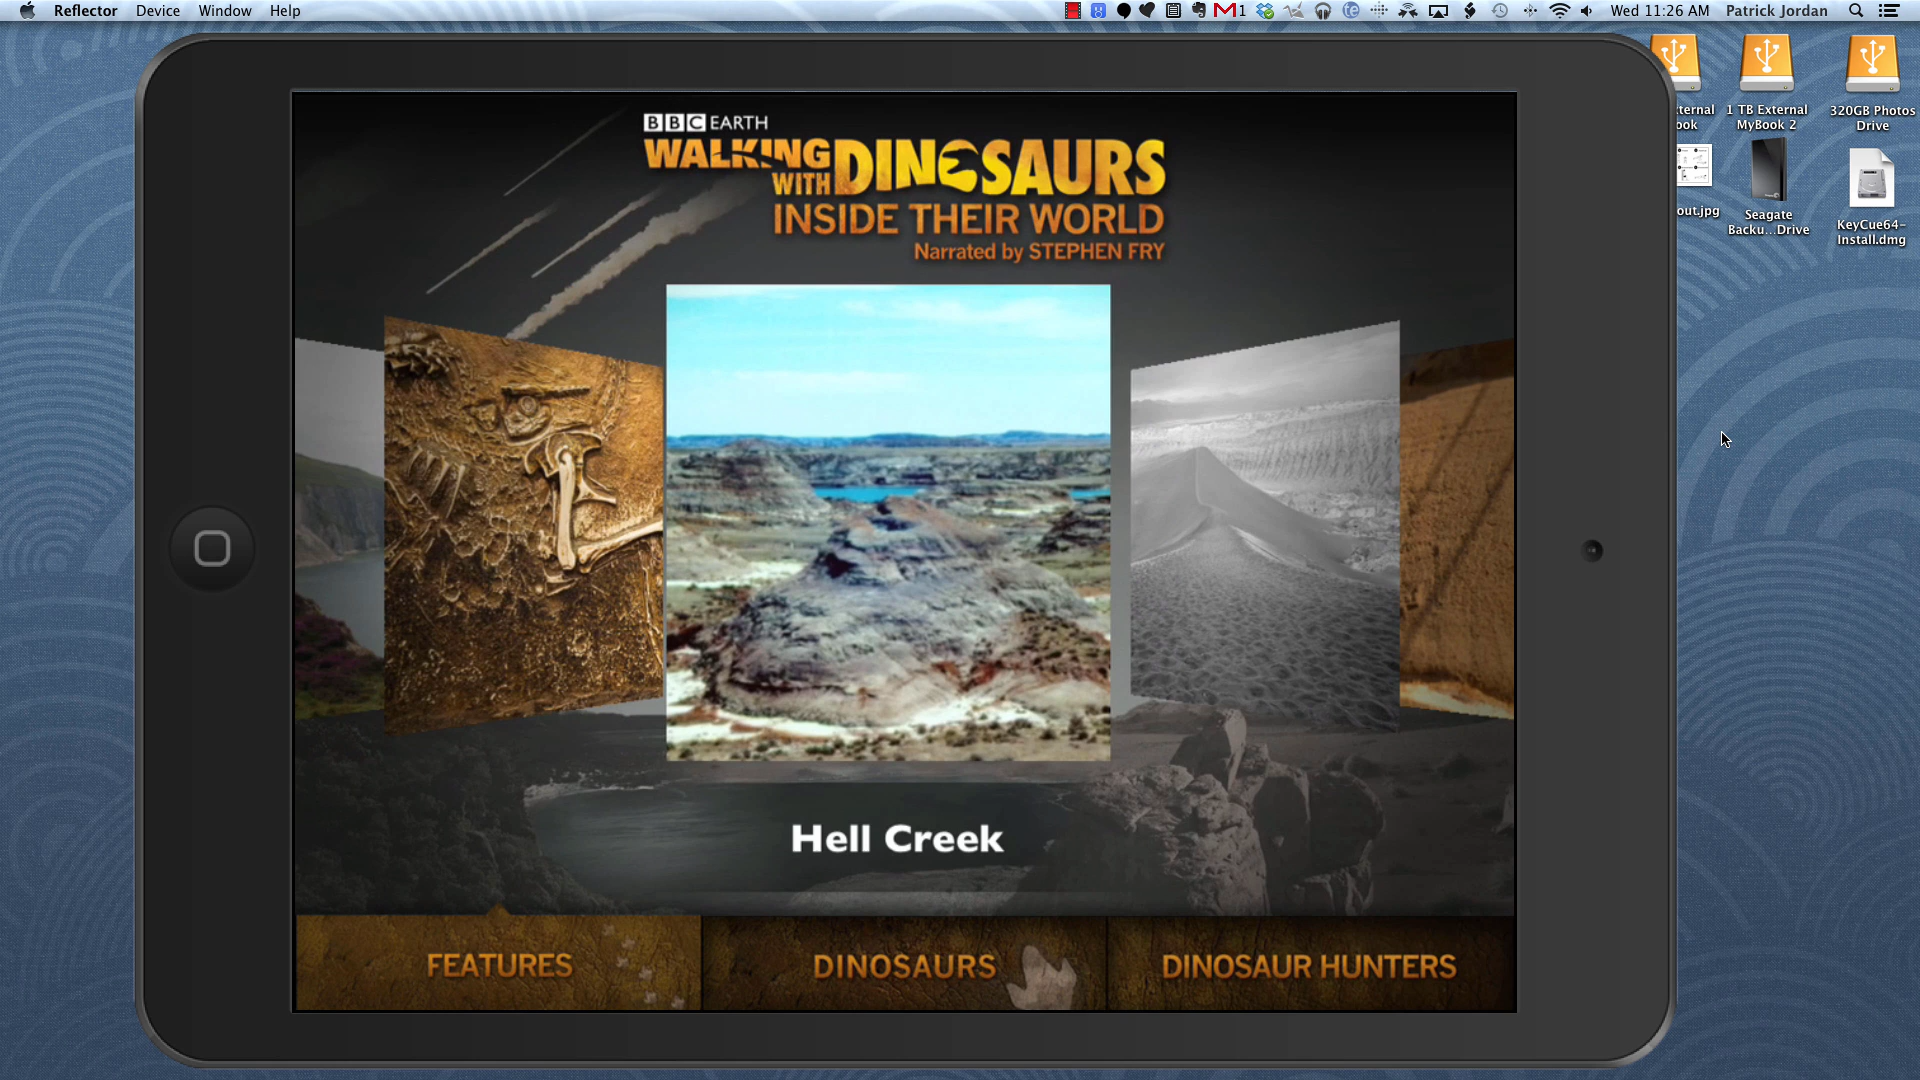 Reflector Device Window Help
1 Wed 11:26 AM Patrick Jordan
BBC EARTH
WALKING
WITH DINOSAURS
INSIDE THEIR WORLD
Narrated by STEPHEN FRY
Hell Creek
FEATURES
DINOSAURS
DINOSAUR HUNTERS
1 TB External
MyBook 2
320GB Photos
Drive
out.jpg
Seagate
Backu...Drive
KeyCue64-
Install.dmg